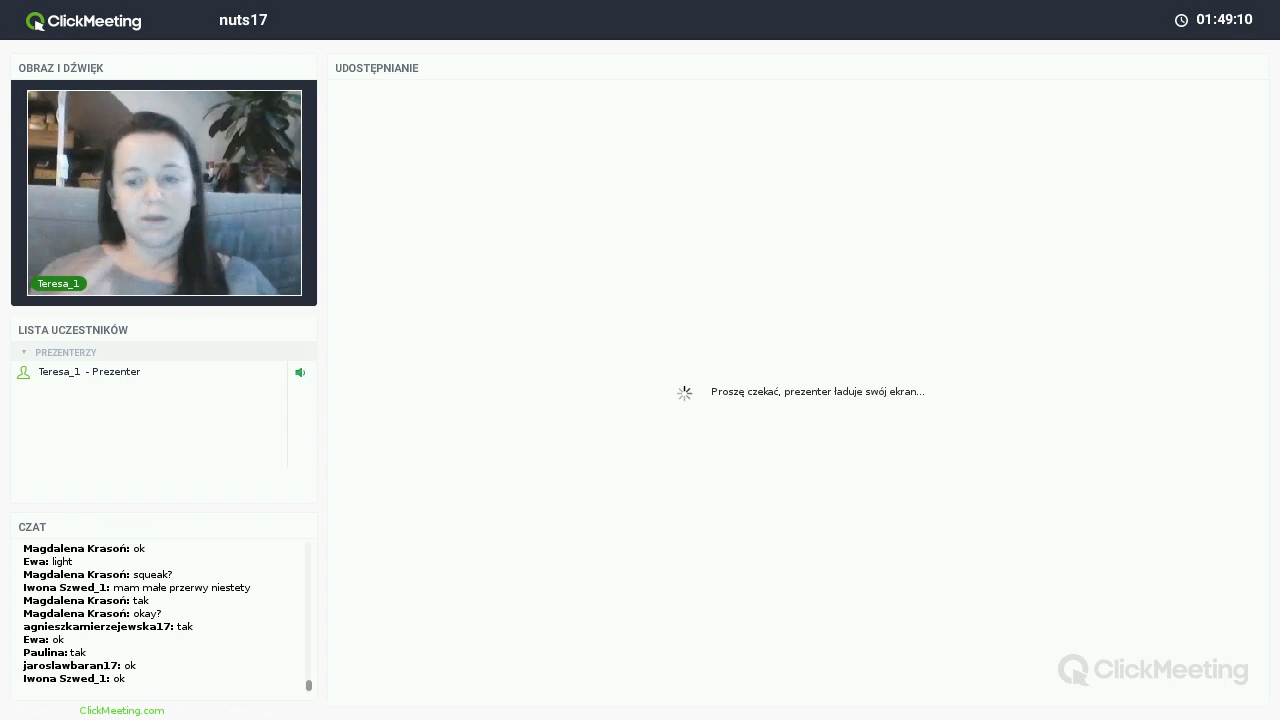 ClickMeeting
nuts17
01:49:10
OBRAZ I DŹWIĘK
UDOSTĘPNIANIE
Teresa_1
Proszę czekać, prezenter ładuje swój ekran...
LISTA UCZESTNIKÓW
PREZENTERZY
Teresa_1 - Prezenter
CZAT
Magdalena Krasoń: ok
Ewa: light
Magdalena Krasoń: squeak?
Iwona Szwed_1: mam małe przerwy niestety
Magdalena Krasoń: tak
Magdalena Krasoń: okay?
agnieszkamierzejewska17: tak
Ewa: ok
Paulina: tak
jaroslawbaran17: ok
Iwona Szwed_1: ok
ClickMeeting
ClickMeeting.com